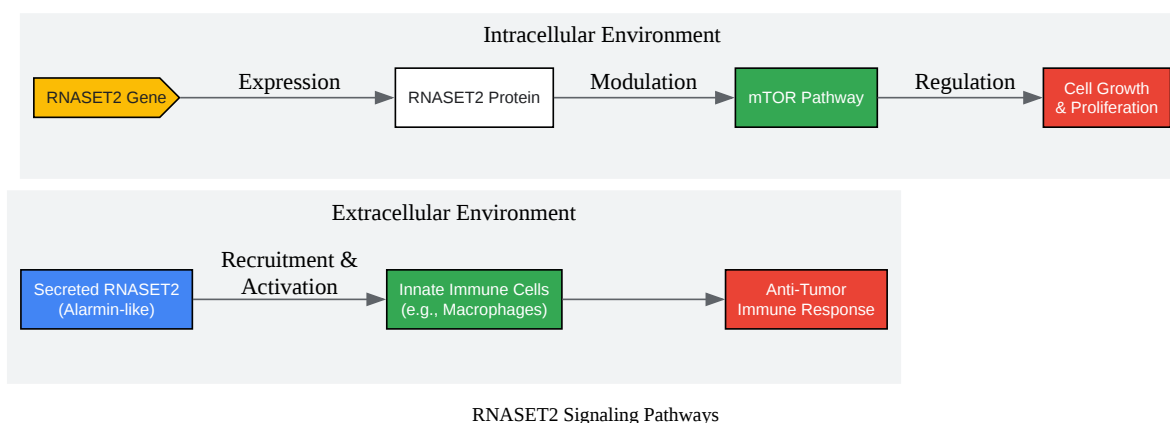 Intracellular Environment
RNASET2 Gene
Expression
RNASET2 Protein
Modulation
mTOR Pathway
Regulation
Cell Growth
& Proliferation
Extracellular Environment
Secreted RNASET2
(Alarmin-like)
Recruitment &
Activation
Innate Immune Cells
(e.g., Macrophages)
Anti-Tumor
Immune Response
RNASET2 Signaling Pathways